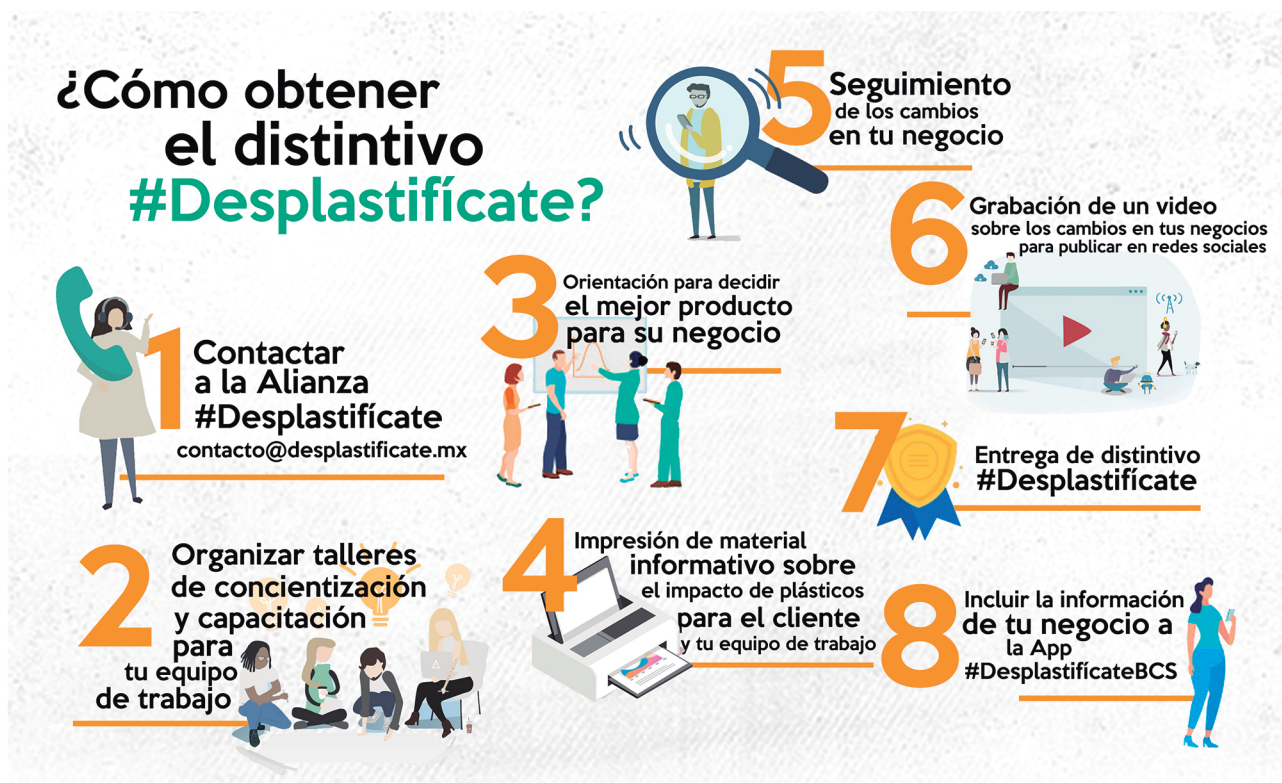 ¿Cómo obtener
el distintivo
#Desplastifícate?
1
Contactar
a la Alianza
#Desplastifícate
contacto@desplastificate.mx
2
Organizar talleres
de concientización
y capacitación
para
tu equipo
de trabajo
3
Orientación para decidir
el mejor producto
para su negocio
4
Impresión de material
informativo sobre
el impacto de plásticos
para el cliente
y tu equipo de trabajo
5
Seguimiento
de los cambios
en tu negocio
6
Grabación de un video
sobre los cambios en tus negocios
para publicar en redes sociales
7
Entrega de distintivo
#Desplastifícate
8
Incluir la información
de tu negocio a
la App
#DesplastifícateBCS